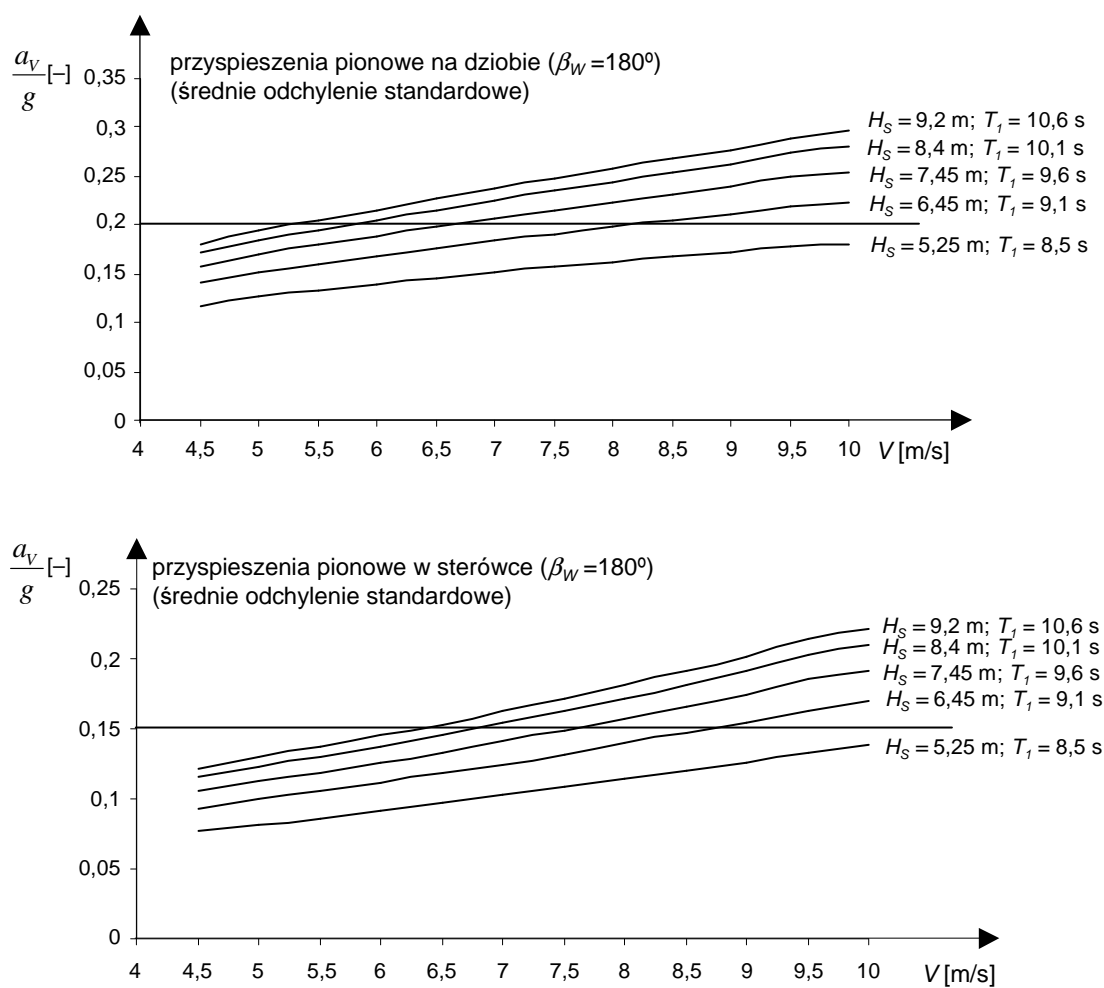 a_V/g [–]
przyspieszenia pionowe na dziobie (β_W =180º)
(średnie odchylenie standardowe)
0,35
0,3
0,25
0,2
0,15
0,1
0,05
0
H_S = 9,2 m; T_1 = 10,6 s
H_S = 8,4 m; T_1 = 10,1 s
H_S = 7,45 m; T_1 = 9,6 s
H_S = 6,45 m; T_1 = 9,1 s
H_S = 5,25 m; T_1 = 8,5 s
4 4,5 5 5,5 6 6,5 7 7,5 8 8,5 9 9,5 10 V [m/s]
a_V/g [–]
przyspieszenia pionowe w sterówce (β_W =180º)
(średnie odchylenie standardowe)
0,25
0,2
0,15
0,1
0,05
0
H_S = 9,2 m; T_1 = 10,6 s
H_S = 8,4 m; T_1 = 10,1 s
H_S = 7,45 m; T_1 = 9,6 s
H_S = 6,45 m; T_1 = 9,1 s
H_S = 5,25 m; T_1 = 8,5 s
4 4,5 5 5,5 6 6,5 7 7,5 8 8,5 9 9,5 10 V [m/s]